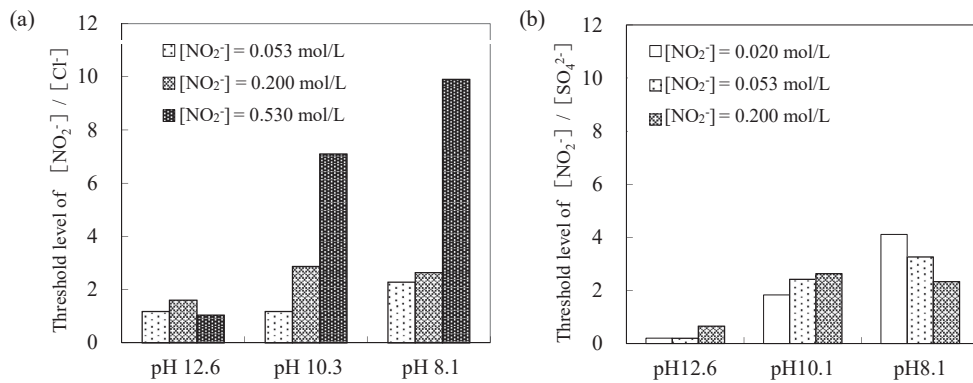 (a)
Threshold level of [NO₂⁻] / [Cl⁻]
12
10
8
6
4
2
0
[NO₂⁻] = 0.053 mol/L
[NO₂⁻] = 0.200 mol/L
[NO₂⁻] = 0.530 mol/L
pH 12.6
pH 10.3
pH 8.1
(b)
Threshold level of [NO₂⁻] / [SO₄²⁻]
12
10
8
6
4
2
0
[NO₂⁻] = 0.020 mol/L
[NO₂⁻] = 0.053 mol/L
[NO₂⁻] = 0.200 mol/L
pH12.6
pH10.1
pH8.1